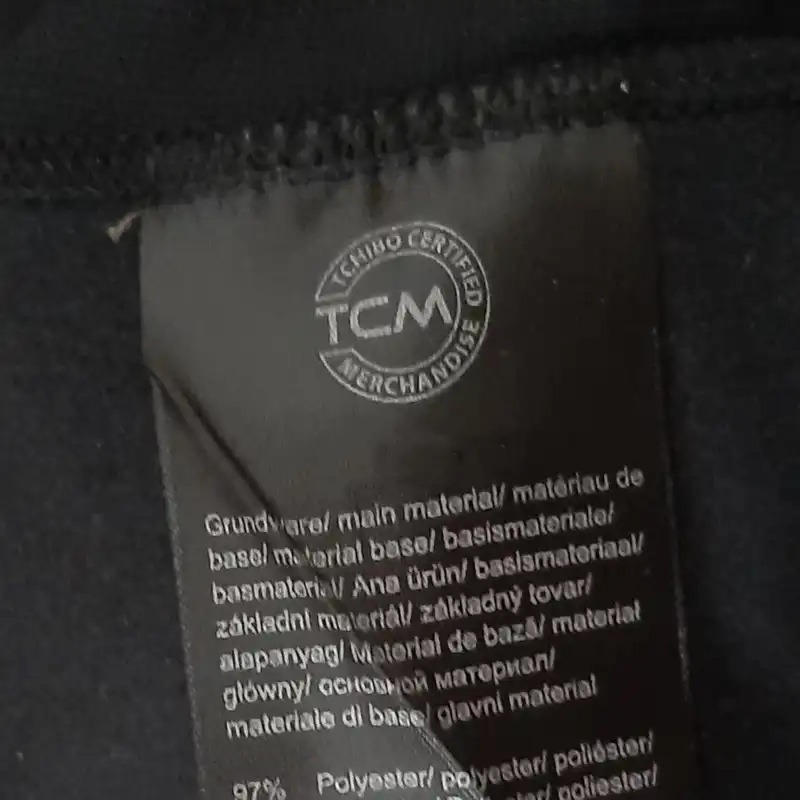 TCHIBO CERTIFIED
TCM
MERCHANDISE
Grundware/ main material/ matériau de
base/ material base/ basismateriale/
basmaterial/ Ana ürün/ basismateriaal/
základní materiál/ základný tovar/
alapanyag/ Material de bază/ materiał
główny/ основной материал/
materiale di base/ glavni material
97% Polyester/ polyester/ poliéster/
poliester/